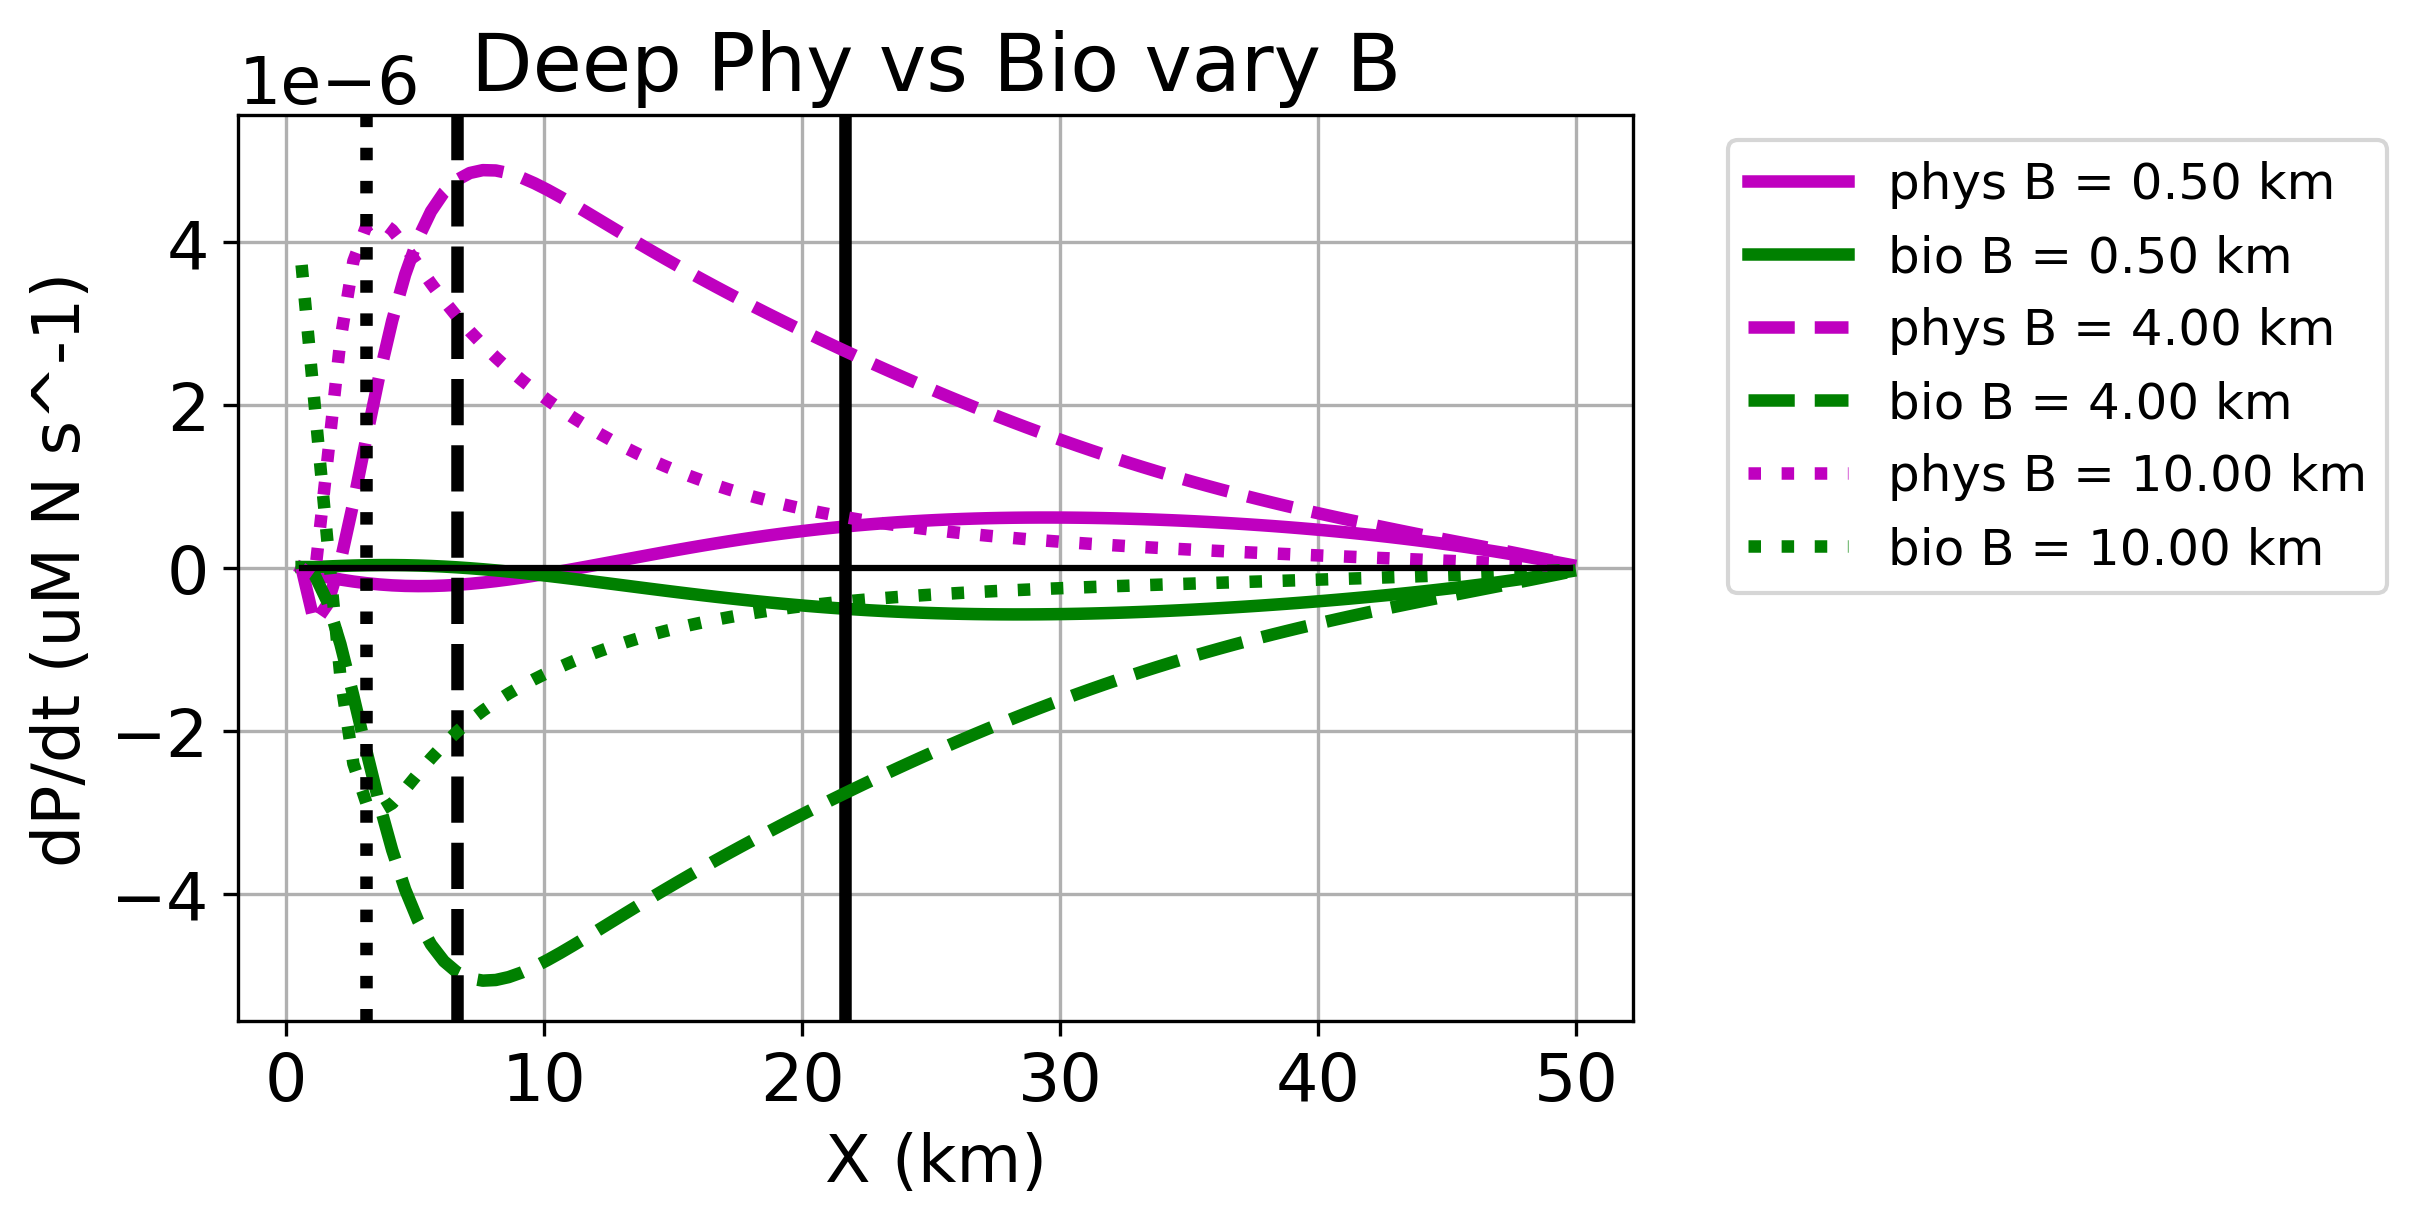 Deep Phy vs Bio vary B
1e−6
dP/dt (uM N s^-1)
4
2
0
−2
−4
0 10 20 30 40 50
X (km)
phys B = 0.50 km
bio B = 0.50 km
phys B = 4.00 km
bio B = 4.00 km
phys B = 10.00 km
bio B = 10.00 km